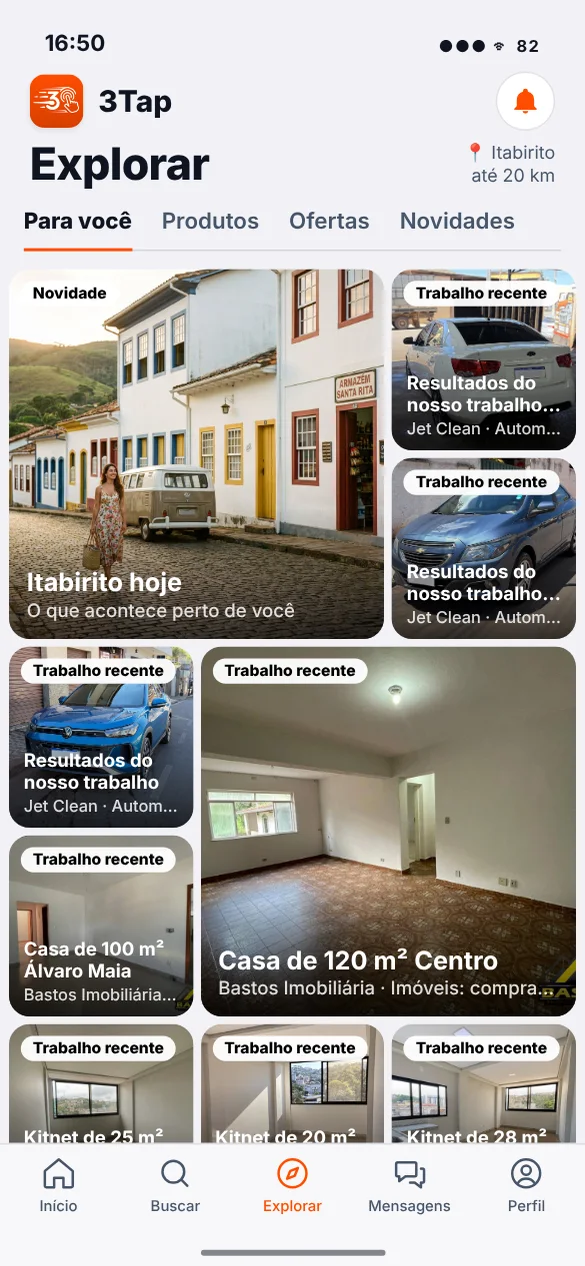 16:50
82
3
3Tap
Explorar
Itabirito
até 20 km
Para você
Produtos
Ofertas
Novidades
Novidade
ARMAZÉM
SANTA RITA
Itabirito hoje
O que acontece perto de você
Trabalho recente
Resultados do
nosso trabalho...
Jet Clean · Autom...
Trabalho recente
Resultados do
nosso trabalho...
Jet Clean · Autom...
Trabalho recente
Resultados do
nosso trabalho
Jet Clean · Autom...
Trabalho recente
Casa de 120 m² Centro
Bastos Imobiliária · Imóveis: compra...
Trabalho recente
Casa de 100 m²
Álvaro Maia
Bastos Imobiliária...
Trabalho recente
Kitnet de 25 m²
Trabalho recente
Kitnet de 20 m²
Trabalho recente
Kitnet de 28 m²
Início
Buscar
Explorar
Mensagens
Perfil